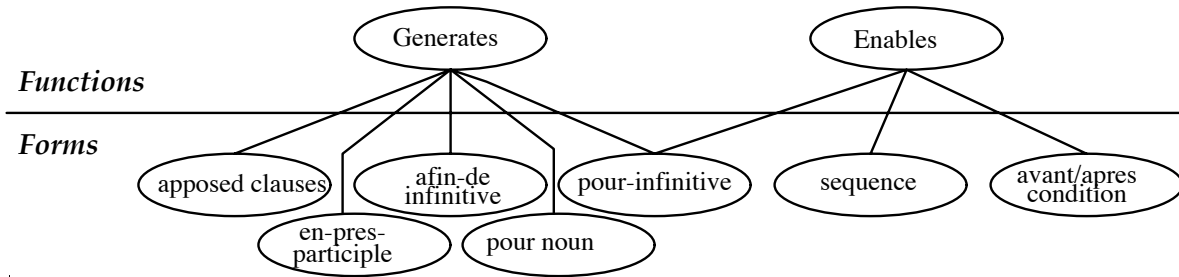 Generates
Enables
Functions
Forms
apposed clauses
afin-de
infinitive
pour-infinitive
sequence
avant/apres
condition
en-pres-
participle
pour noun